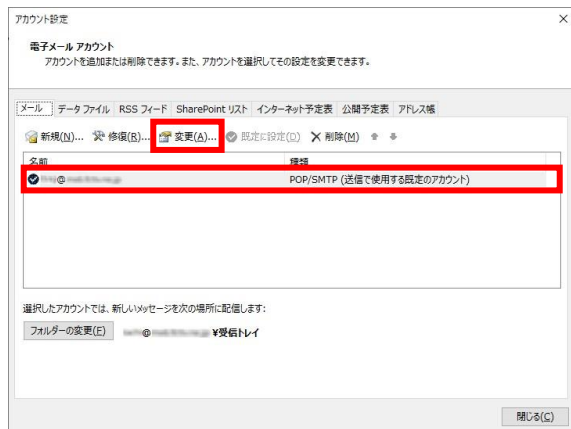 アカウント設定
電子メール アカウント
アカウントを追加または削除できます。また、アカウントを選択してその設定を変更できます。
メール データ ファイル RSS フィード SharePoint リスト インターネット予定表 公開予定表 アドレス帳
新規(N)... 修復(R)... 変更(A)... 既定に設定(D) 削除(M)
名前 種類
@ POP/SMTP (送信で使用する既定のアカウント)
選択したアカウントでは、新しいメッセージを次の場所に配信します:
フォルダーの変更(F) @ ¥受信トレイ
閉じる(C)